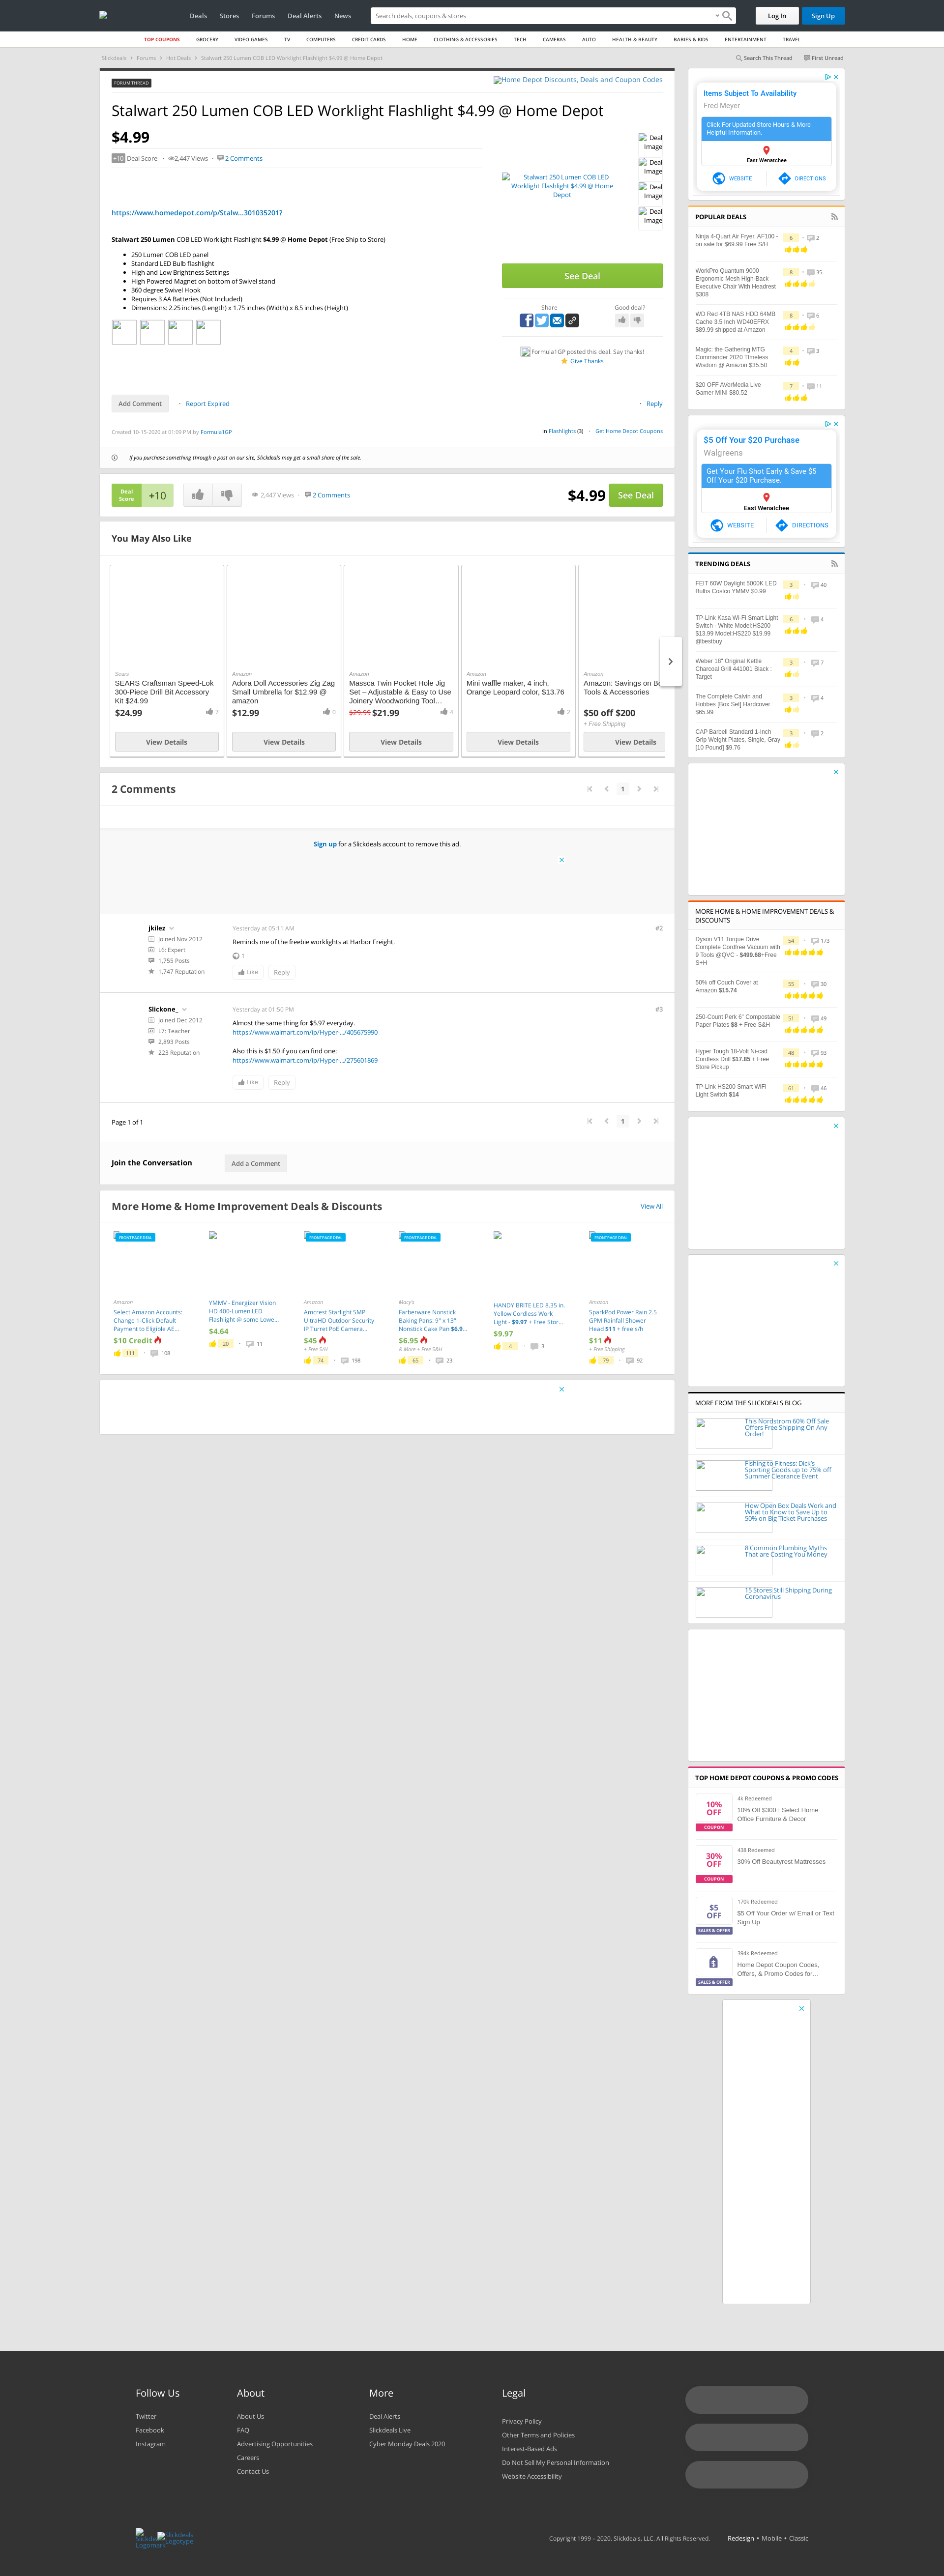 Deals Stores Forums Deal Alerts News
Search deals, coupons & stores
Log In Sign Up
TOP COUPONS GROCERY VIDEO GAMES TV COMPUTERS CREDIT CARDS HOME CLOTHING & ACCESSORIES TECH CAMERAS AUTO HEALTH & BEAUTY BABIES & KIDS ENTERTAINMENT TRAVEL
Slickdeals Forums Hot Deals Stalwart 250 Lumen COB LED Worklight Flashlight $4.99 @ Home Depot
Search This Thread First Unread
FORUM THREAD
Home Depot Discounts, Deals and Coupon Codes
Stalwart 250 Lumen COB LED Worklight Flashlight $4.99 @ Home Depot
$4.99
+10 Deal Score 2,447 Views 2 Comments
Deal Image
Deal Image
Deal Image
Deal Image
Stalwart 250 Lumen COB LED
Worklight Flashlight $4.99 @ Home
Depot
https://www.homedepot.com/p/Stalw...301035201?
Stalwart 250 Lumen COB LED Worklight Flashlight $4.99 @ Home Depot (Free Ship to Store)
250 Lumen COB LED panel
Standard LED Bulb flashlight
High and Low Brightness Settings
High Powered Magnet on bottom of Swivel stand
360 degree Swivel Hook
Requires 3 AA Batteries (Not Included)
Dimensions: 2.25 inches (Length) x 1.75 inches (Width) x 8.5 inches (Height)
See Deal
Share Good deal?
Formula1GP posted this deal. Say thanks!
Give Thanks
Add Comment Report Expired Reply
Created 10-15-2020 at 01:09 PM by Formula1GP
in Flashlights (3) Get Home Depot Coupons
If you purchase something through a post on our site, Slickdeals may get a small share of the sale.
Deal
Score
+10
2,447 Views 2 Comments
$4.99 See Deal
You May Also Like
Sears
SEARS Craftsman Speed-Lok
300-Piece Drill Bit Accessory
Kit $24.99
$24.99 7
View Details
Amazon
Adora Doll Accessories Zig Zag
Small Umbrella for $12.99 @
amazon
$12.99 0
View Details
Amazon
Massca Twin Pocket Hole Jig
Set – Adjustable & Easy to Use
Joinery Woodworking Tool...
$29.99 $21.99 4
View Details
Amazon
Mini waffle maker, 4 inch,
Orange Leopard color, $13.76
2
View Details
Amazon
Amazon: Savings on Bo
Tools & Accessories
$50 off $200
+ Free Shipping
View Details
2 Comments
1
Sign up for a Slickdeals account to remove this ad.
jkilez
Joined Nov 2012
L6: Expert
1,755 Posts
1,747 Reputation
Yesterday at 05:11 AM #2
Reminds me of the freebie worklights at Harbor Freight.
1
Like Reply
Slickone_
Joined Dec 2012
L7: Teacher
2,893 Posts
223 Reputation
Yesterday at 01:50 PM #3
Almost the same thing for $5.97 everyday.
https://www.walmart.com/ip/Hyper-.../405675990
Also this is $1.50 if you can find one:
https://www.walmart.com/ip/Hyper-.../275601869
Like Reply
Page 1 of 1
1
Join the Conversation Add a Comment
More Home & Home Improvement Deals & Discounts View All
FRONTPAGE DEAL
Amazon
Select Amazon Accounts:
Change 1-Click Default
Payment to Eligible AE...
$10 Credit
111 108
YMMV - Energizer Vision
HD 400-Lumen LED
Flashlight @ some Lowe...
$4.64
20 11
FRONTPAGE DEAL
Amazon
Amcrest Starlight 5MP
UltraHD Outdoor Security
IP Turret PoE Camera...
$45
+ Free S/H
74 198
FRONTPAGE DEAL
Macy's
Farberware Nonstick
Baking Pans: 9" x 13"
Nonstick Cake Pan $6.9...
$6.95
& More + Free S&H
65 23
HANDY BRITE LED 8.35 in.
Yellow Cordless Work
Light - $9.97 + Free Stor...
$9.97
4 3
FRONTPAGE DEAL
Amazon
SparkPod Power Rain 2.5
GPM Rainfall Shower
Head $11 + free s/h
$11
+ Free Shipping
79 92
Items Subject To Availability
Fred Meyer
Click For Updated Store Hours & More
Helpful Information.
East Wenatchee
WEBSITE DIRECTIONS
POPULAR DEALS
Ninja 4-Quart Air Fryer, AF100 -
on sale for $69.99 Free S/H
6 2
WorkPro Quantum 9000
Ergonomic Mesh High-Back
Executive Chair With Headrest
$308
8 35
WD Red 4TB NAS HDD 64MB
Cache 3.5 Inch WD40EFRX
$89.99 shipped at Amazon
8 6
Magic: the Gathering MTG
Commander 2020 Timeless
Wisdom @ Amazon $35.50
4 3
$20 OFF AVerMedia Live
Gamer MINI $80.52
7 11
$5 Off Your $20 Purchase
Walgreens
Get Your Flu Shot Early & Save $5
Off Your $20 Purchase.
East Wenatchee
WEBSITE DIRECTIONS
TRENDING DEALS
FEIT 60W Daylight 5000K LED
Bulbs Costco YMMV $0.99
3 40
TP-Link Kasa Wi-Fi Smart Light
Switch - White Model:HS200
$13.99 Model:HS220 $19.99
@bestbuy
6 4
Weber 18" Original Kettle
Charcoal Grill 441001 Black :
Target
3 7
The Complete Calvin and
Hobbes [Box Set] Hardcover
$65.99
3 4
CAP Barbell Standard 1-Inch
Grip Weight Plates, Single, Gray
[10 Pound] $9.76
3 2
MORE HOME & HOME IMPROVEMENT DEALS &
DISCOUNTS
Dyson V11 Torque Drive
Complete Cordfree Vacuum with
9 Tools @QVC - $499.68+Free
S+H
54 173
50% off Couch Cover at
Amazon $15.74
55 30
250-Count Perk 6" Compostable
Paper Plates $8 + Free S&H
51 49
Hyper Tough 18-Volt NI-cad
Cordless Drill $17.85 + Free
Store Pickup
48 93
TP-Link HS200 Smart WiFi
Light Switch $14
61 46
MORE FROM THE SLICKDEALS BLOG
This Nordstrom 60% Off Sale
Offers Free Shipping On Any
Order!
Fishing to Fitness: Dick's
Sporting Goods up to 75% off
Summer Clearance Event
How Open Box Deals Work and
What to Know to Save Up to
50% on Big Ticket Purchases
8 Common Plumbing Myths
That are Costing You Money
15 Stores Still Shipping During
Coronavirus
TOP HOME DEPOT COUPONS & PROMO CODES
10%
OFF
COUPON
4k Redeemed
10% Off $300+ Select Home
Office Furniture & Decor
30%
OFF
COUPON
438 Redeemed
30% Off Beautyrest Mattresses
$5
OFF
SALES & OFFER
170k Redeemed
$5 Off Your Order w/ Email or Text
Sign Up
SALES & OFFER
394k Redeemed
Home Depot Coupon Codes,
Offers, & Promo Codes for...
Follow Us
Twitter
Facebook
Instagram
About
About Us
FAQ
Advertising Opportunities
Careers
Contact Us
More
Deal Alerts
Slickdeals Live
Cyber Monday Deals 2020
Legal
Privacy Policy
Other Terms and Policies
Interest-Based Ads
Do Not Sell My Personal Information
Website Accessibility
Slickdeals Logomark
Slickdeals Logotype
Copyright 1999 – 2020. Slickdeals, LLC. All Rights Reserved. Redesign • Mobile • Classic